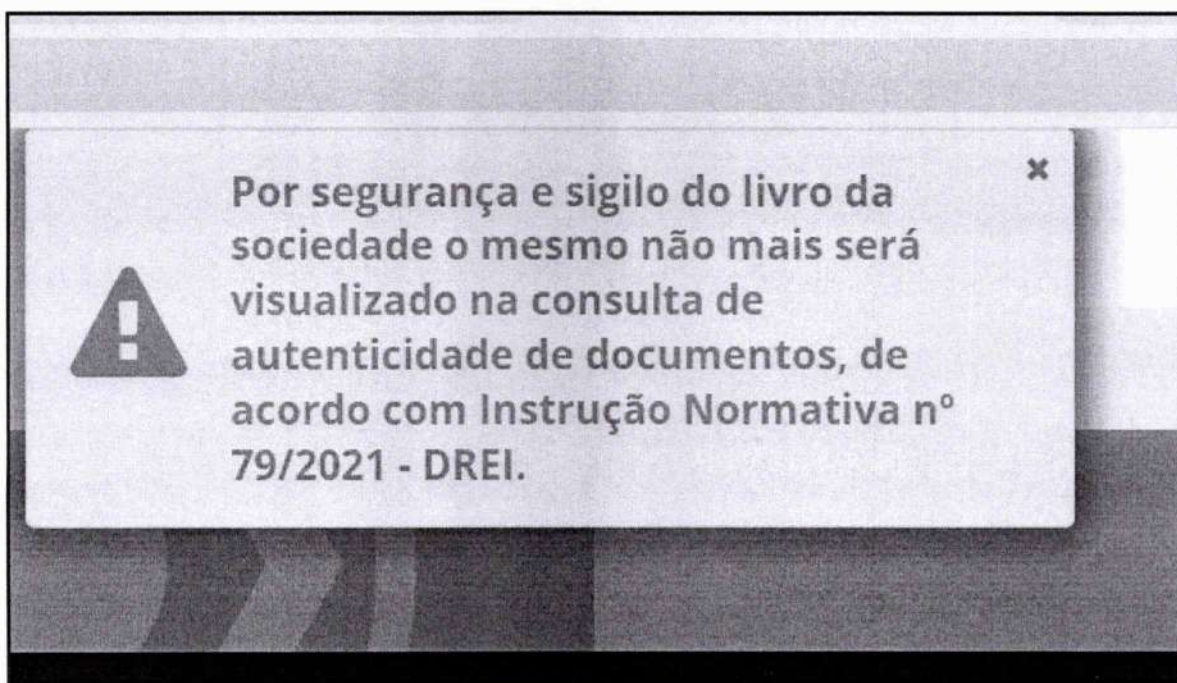 Por segurança e sigilo do livro da
sociedade o mesmo não mais será
visualizado na consulta de
autenticidade de documentos, de
acordo com Instrução Normativa nº
79/2021 - DREI.